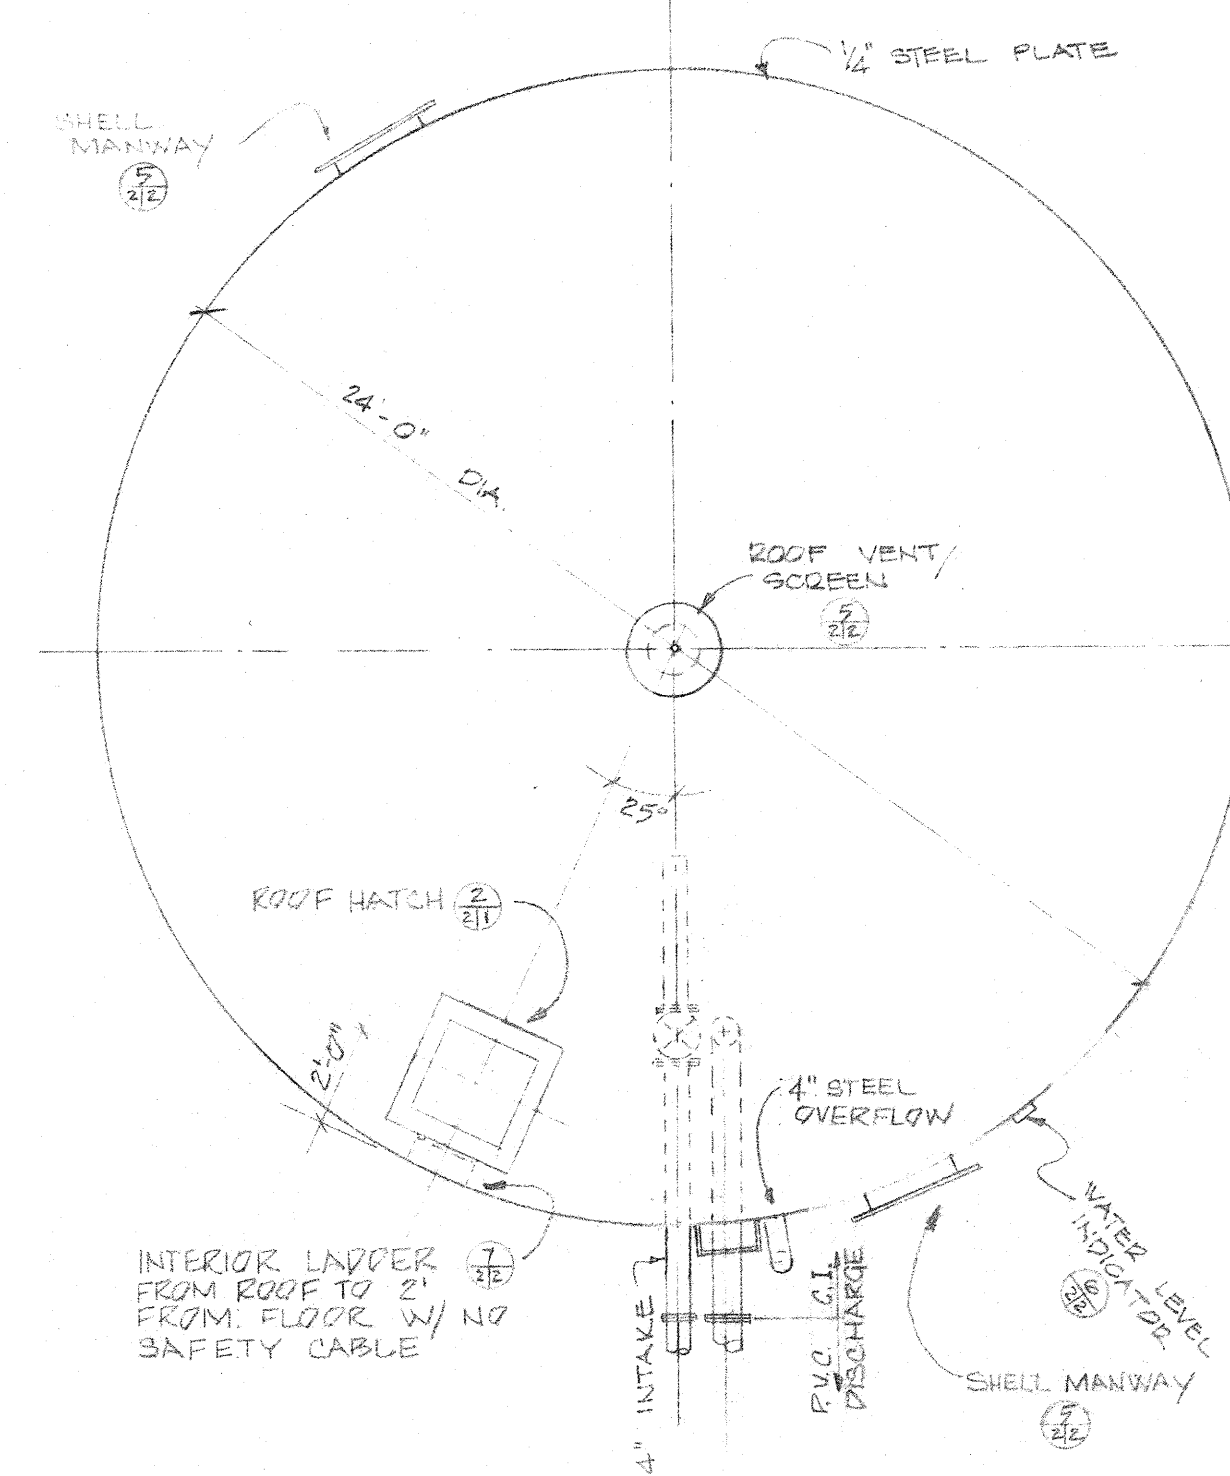 1/4" STEEL PLATE
SHELL
MANWAY
5
2|2
24'-0"
DIA.
ROOF VENT/
SCREEN
5
2|2
25°
ROOF HATCH
2
2|1
2'-0"
4" STEEL
OVERFLOW
WATER LEVEL
INDICATOR
6
2|2
INTERIOR LADDER
FROM ROOF TO 2'
FROM FLOOR W/ NO
SAFETY CABLE
7
2|2
4" INTAKE
P.V.C. C.I.
DISCHARGE
SHELL MANWAY
5
2|2